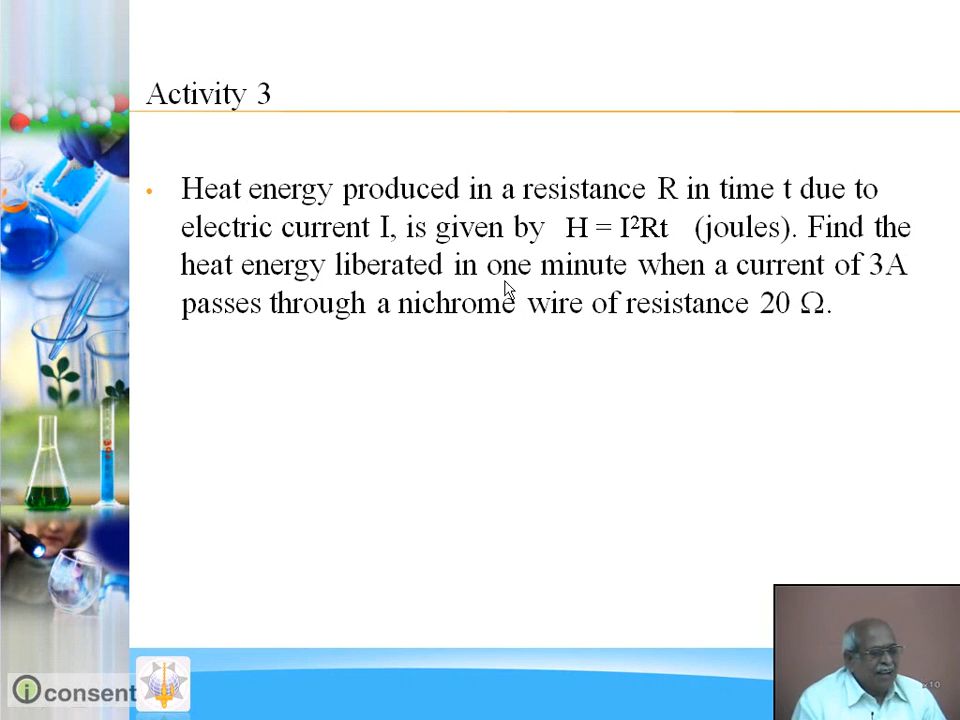 Activity 3
• Heat energy produced in a resistance R in time t due to
electric current I, is given by H = I²Rt (joules). Find the
heat energy liberated in one minute when a current of 3A
passes through a nichrome wire of resistance 20 Ω.
i consent